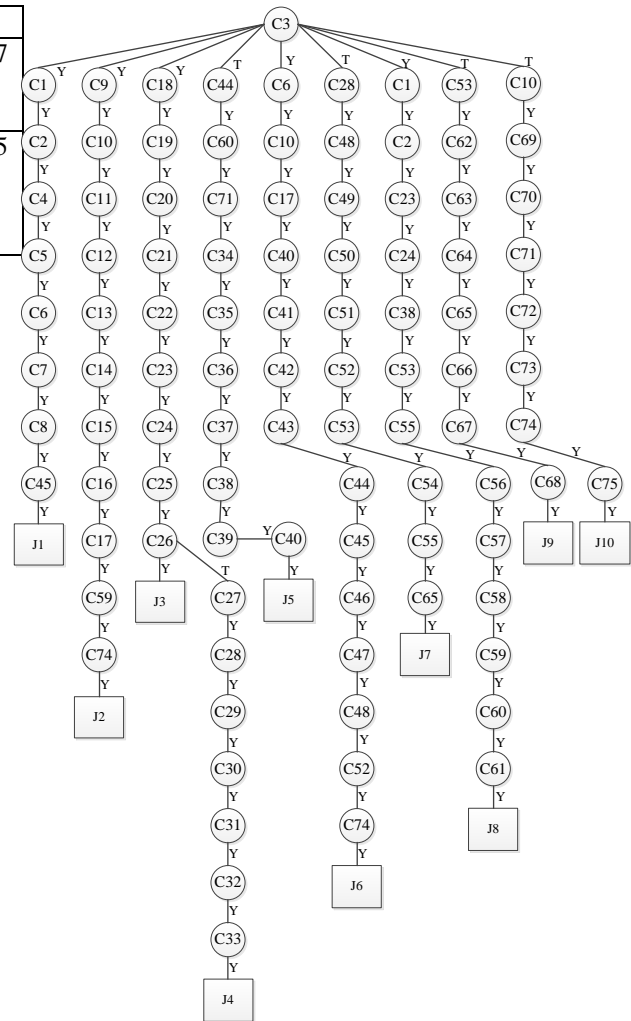 C3
7
Y Y Y T Y T Y T T
C1 C9 C18 C44 C6 C28 C1 C53 C10
Y Y Y Y Y Y Y Y Y
5
C2 C10 C19 C60 C10 C48 C2 C62 C69
Y Y Y Y Y Y Y Y Y
C4 C11 C20 C71 C17 C49 C23 C63 C70
Y Y Y Y Y Y Y Y Y
C5 C12 C21 C34 C40 C50 C24 C64 C71
Y Y Y Y Y Y Y Y Y
C6 C13 C22 C35 C41 C51 C38 C65 C72
Y Y Y Y Y Y Y Y Y
C7 C14 C23 C36 C42 C52 C53 C66 C73
Y Y Y Y Y Y Y Y Y
C8 C15 C24 C37 C43 C53 C55 C67 C74
Y Y Y Y Y Y Y Y Y
C45 C16 C25 C38 C44 C54 C56 C68 C75
Y Y Y Y Y Y Y Y Y
J1 C17 C26 C39 Y C40 C45 C55 C57 J9 J10
Y Y T Y Y Y Y
C59 J3 C27 J5 C46 C65 C58
Y Y Y Y Y
C74 C28 C47 J7 C59
Y Y Y Y
J2 C29 C48 C60
Y Y Y
C30 C52 C61
Y Y Y
C31 C74 J8
Y Y
C32 J6
Y
C33
Y
J4